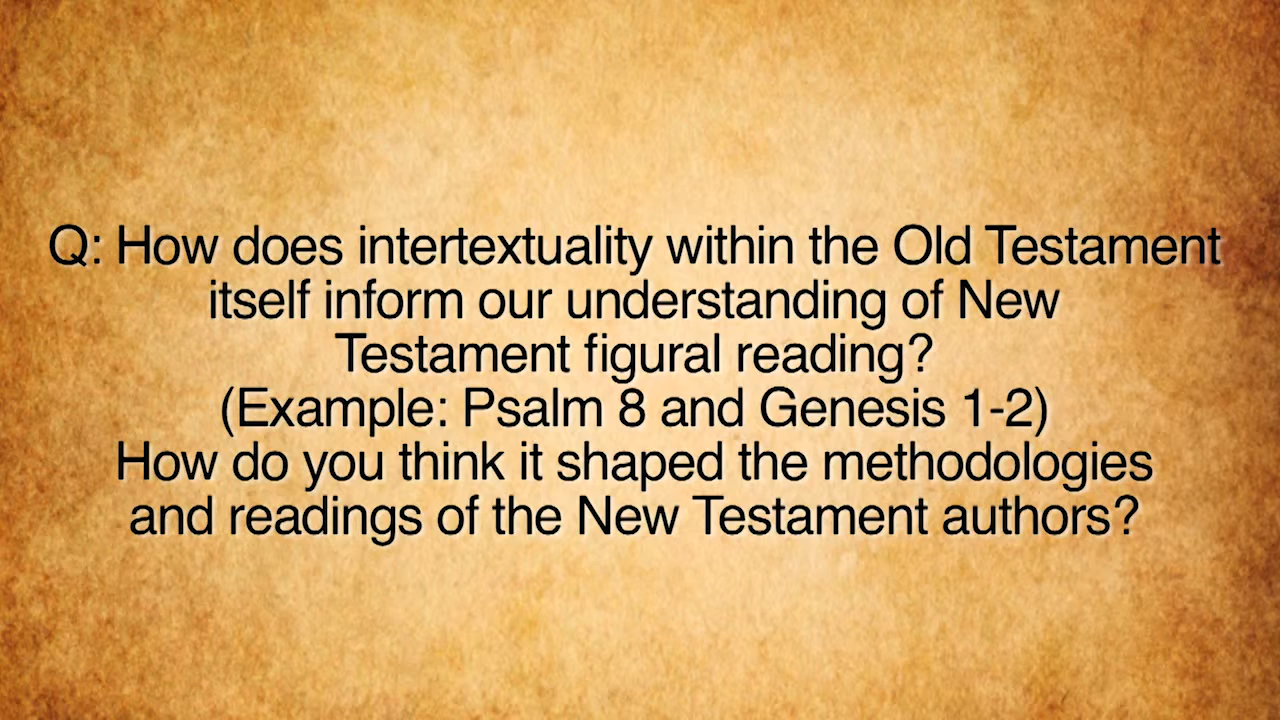 Q: How does intertextuality within the Old Testament
itself inform our understanding of New
Testament figural reading?
(Example: Psalm 8 and Genesis 1-2)
How do you think it shaped the methodologies
and readings of the New Testament authors?